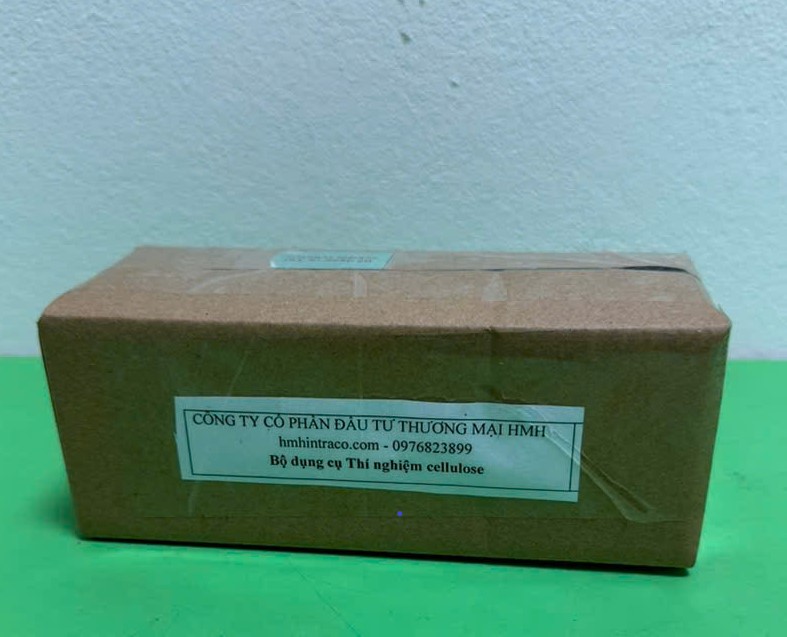 CÔNG TY CỔ PHẦN ĐẦU TƯ THƯƠNG MẠI HMH
hmhintraco.com - 0976823899
Bộ dụng cụ Thí nghiệm cellulose